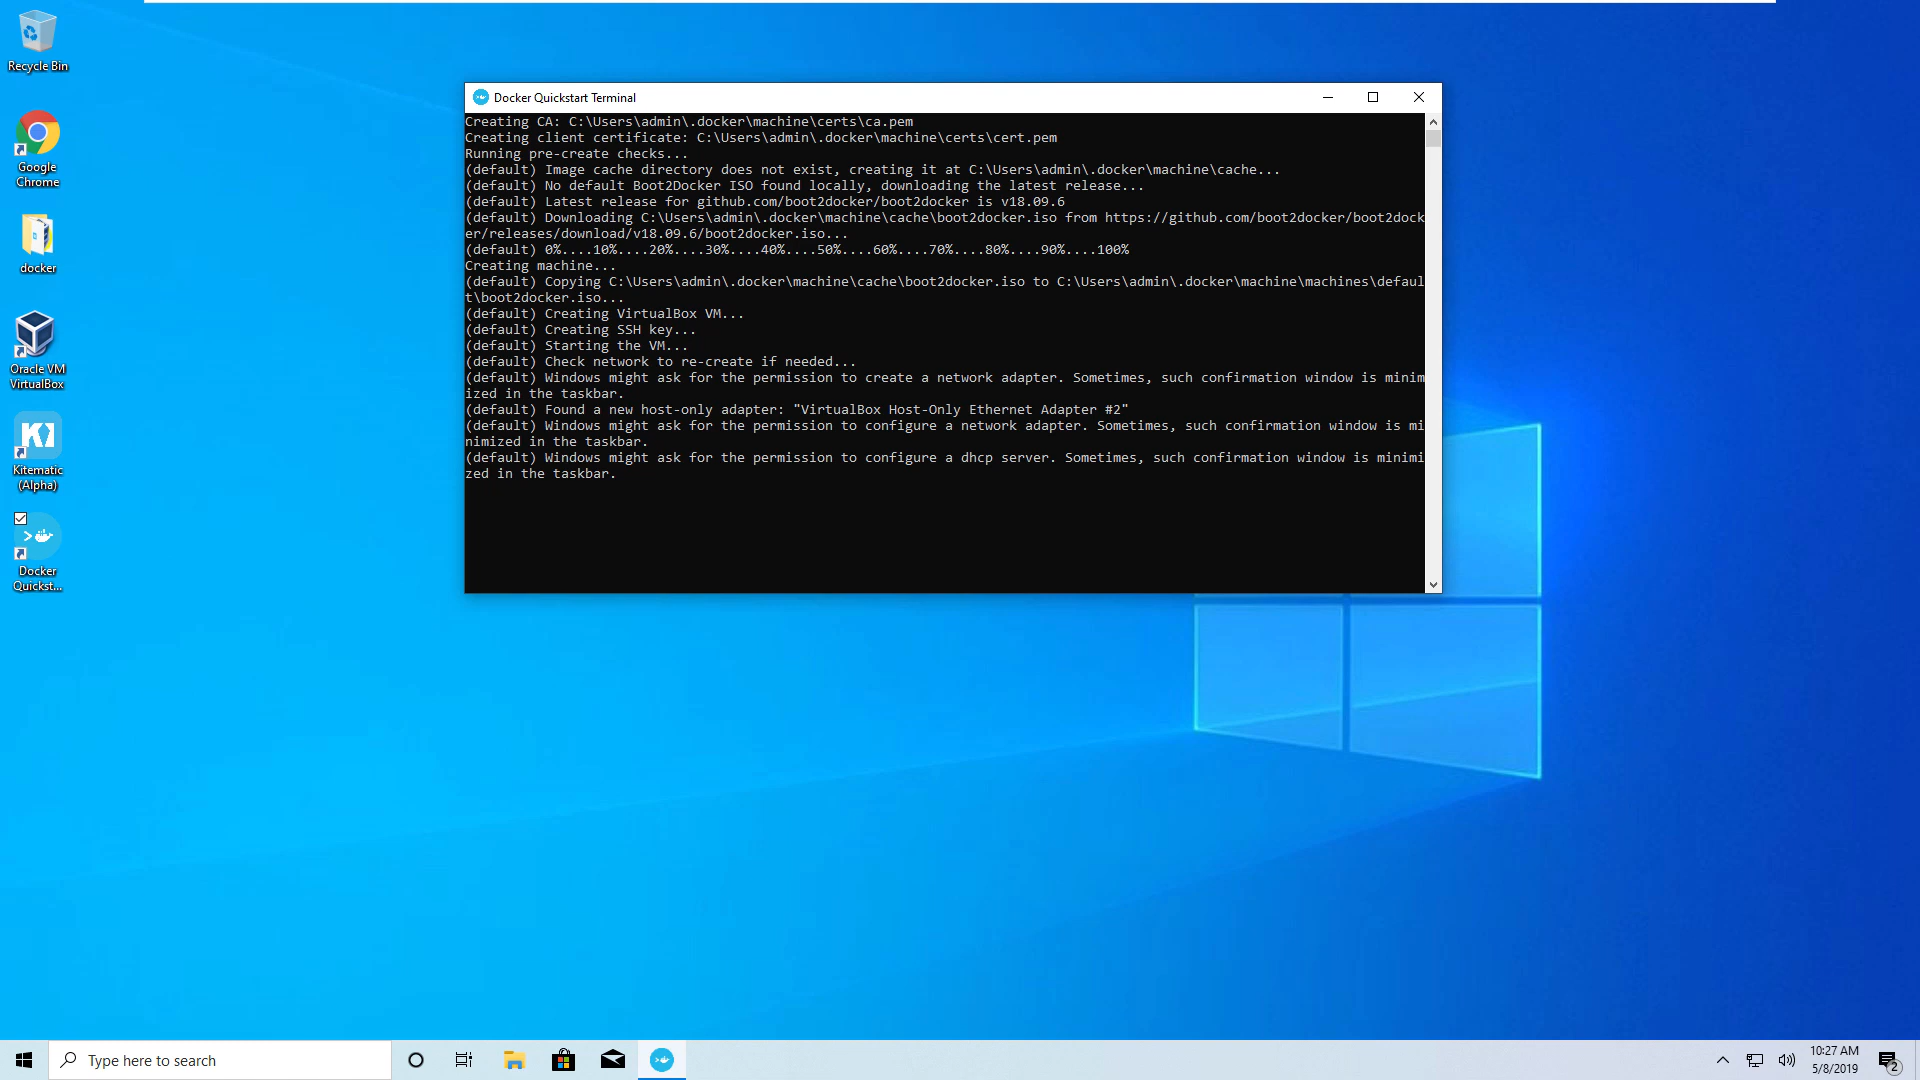 Recycle Bin
Google
Chrome
docker
Oracle VM
VirtualBox
Kitematic
(Alpha)
Docker
Quickst...
Docker Quickstart Terminal
Creating CA: C:\Users\admin\.docker\machine\certs\ca.pem
Creating client certificate: C:\Users\admin\.docker\machine\certs\cert.pem
Running pre-create checks...
(default) Image cache directory does not exist, creating it at C:\Users\admin\.docker\machine\cache...
(default) No default Boot2Docker ISO found locally, downloading the latest release...
(default) Latest release for github.com/boot2docker/boot2docker is v18.09.6
(default) Downloading C:\Users\admin\.docker\machine\cache\boot2docker.iso from https://github.com/boot2docker/boot2dock
er/releases/download/v18.09.6/boot2docker.iso...
(default) 0%....10%....20%....30%....40%....50%....60%....70%....80%....90%....100%
Creating machine...
(default) Copying C:\Users\admin\.docker\machine\cache\boot2docker.iso to C:\Users\admin\.docker\machine\machines\defaul
t\boot2docker.iso...
(default) Creating VirtualBox VM...
(default) Creating SSH key...
(default) Starting the VM...
(default) Check network to re-create if needed...
(default) Windows might ask for the permission to create a network adapter. Sometimes, such confirmation window is minim
ized in the taskbar.
(default) Found a new host-only adapter: "VirtualBox Host-Only Ethernet Adapter #2"
(default) Windows might ask for the permission to configure a network adapter. Sometimes, such confirmation window is mi
nimized in the taskbar.
(default) Windows might ask for the permission to configure a dhcp server. Sometimes, such confirmation window is minimi
zed in the taskbar.
Type here to search
10:27 AM
5/8/2019
2